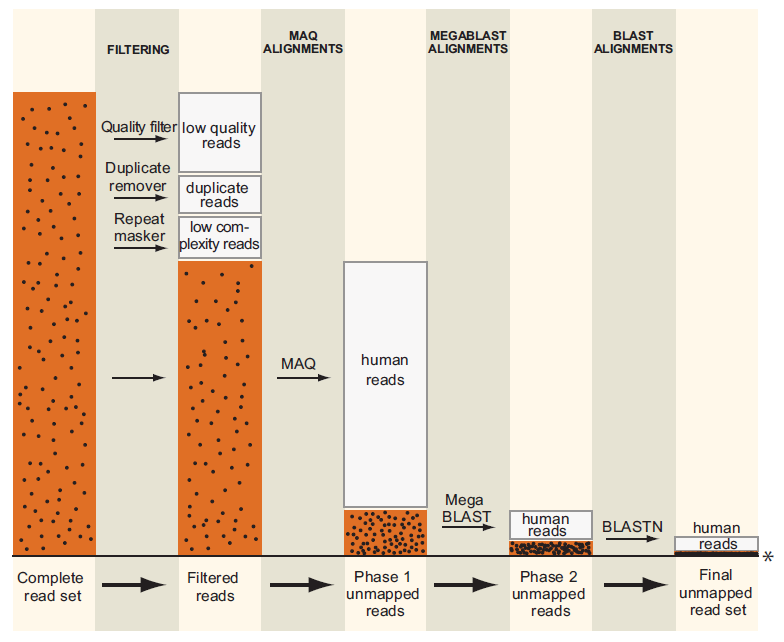 FILTERING
MAQ
ALIGNMENTS
MEGABLAST
ALIGNMENTS
BLAST
ALIGNMENTS
Quality filter
low quality
reads
Duplicate
remover
duplicate
reads
Repeat
masker
low com-
plexity reads
MAQ
human
reads
Mega
BLAST
human
reads
BLASTN
human
reads
*
Complete
read set
Filtered
reads
Phase 1
unmapped
reads
Phase 2
unmapped
reads
Final
unmapped
read set